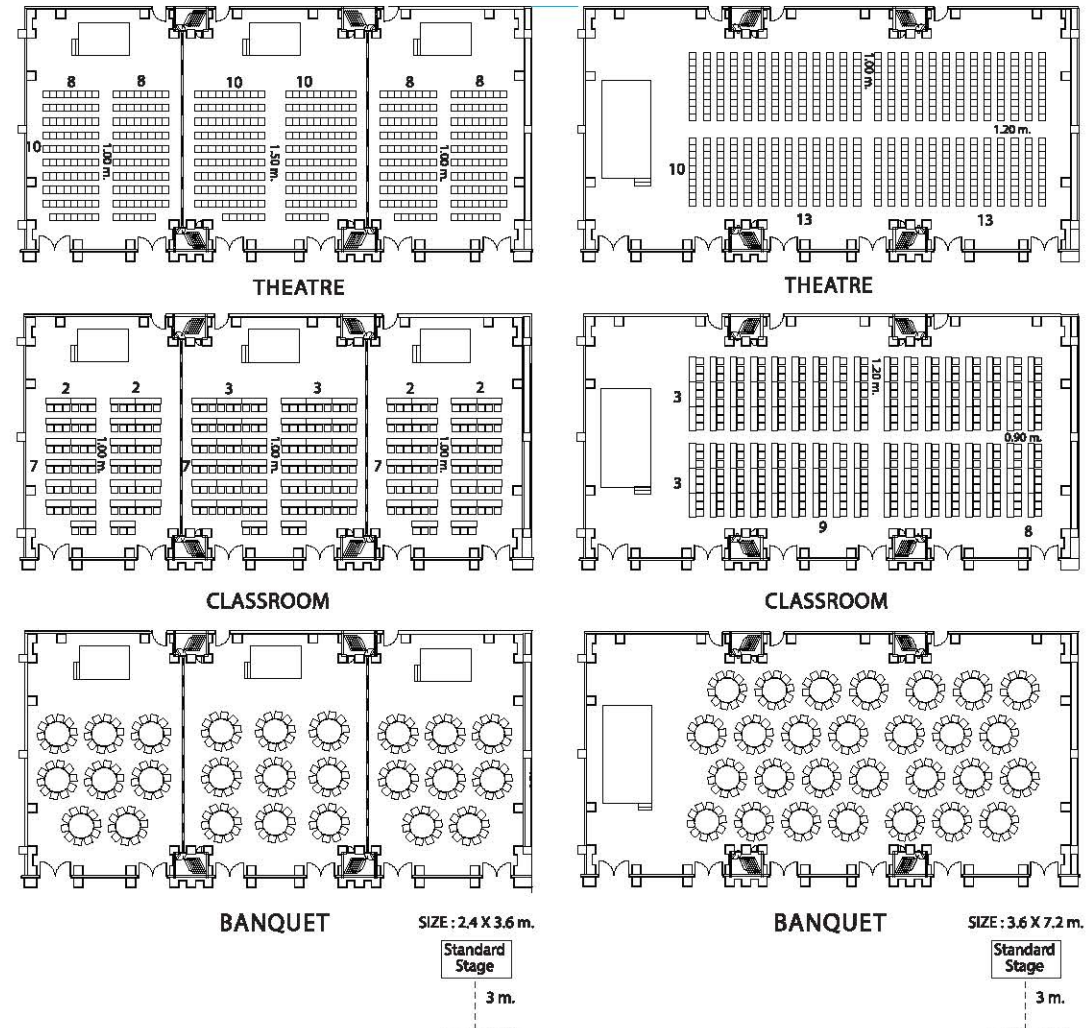 8 8 10 10 8 8
10 1.00 m. 1.50 m. 1.00 m.
THEATRE
1.00 m.
1.20 m.
10
13 13
THEATRE
2 2 3 3 2 2
7 1.00 m. 7 1.00 m. 7 1.00 m.
CLASSROOM
1.20 m.
3
0.90 m.
3
9 8
CLASSROOM
BANQUET
SIZE : 2.4 X 3.6 m.
Standard
Stage
3 m.
BANQUET
SIZE : 3.6 X 7.2 m.
Standard
Stage
3 m.